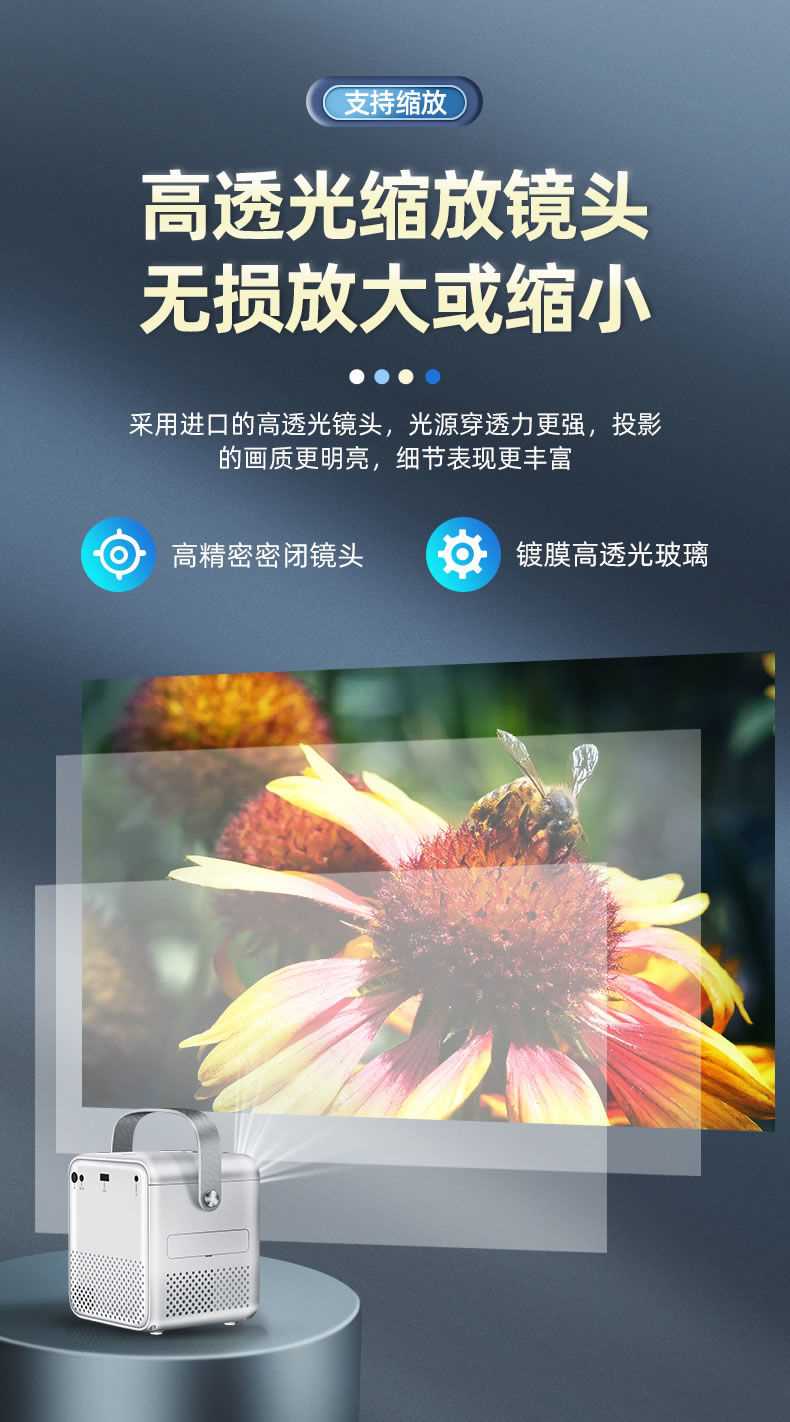 支持缩放
高透光缩放镜头
无损放大或缩小
采用进口的高透光镜头，光源穿透力更强，投影
的画质更明亮，细节表现更丰富
高精密密闭镜头
镀膜高透光玻璃